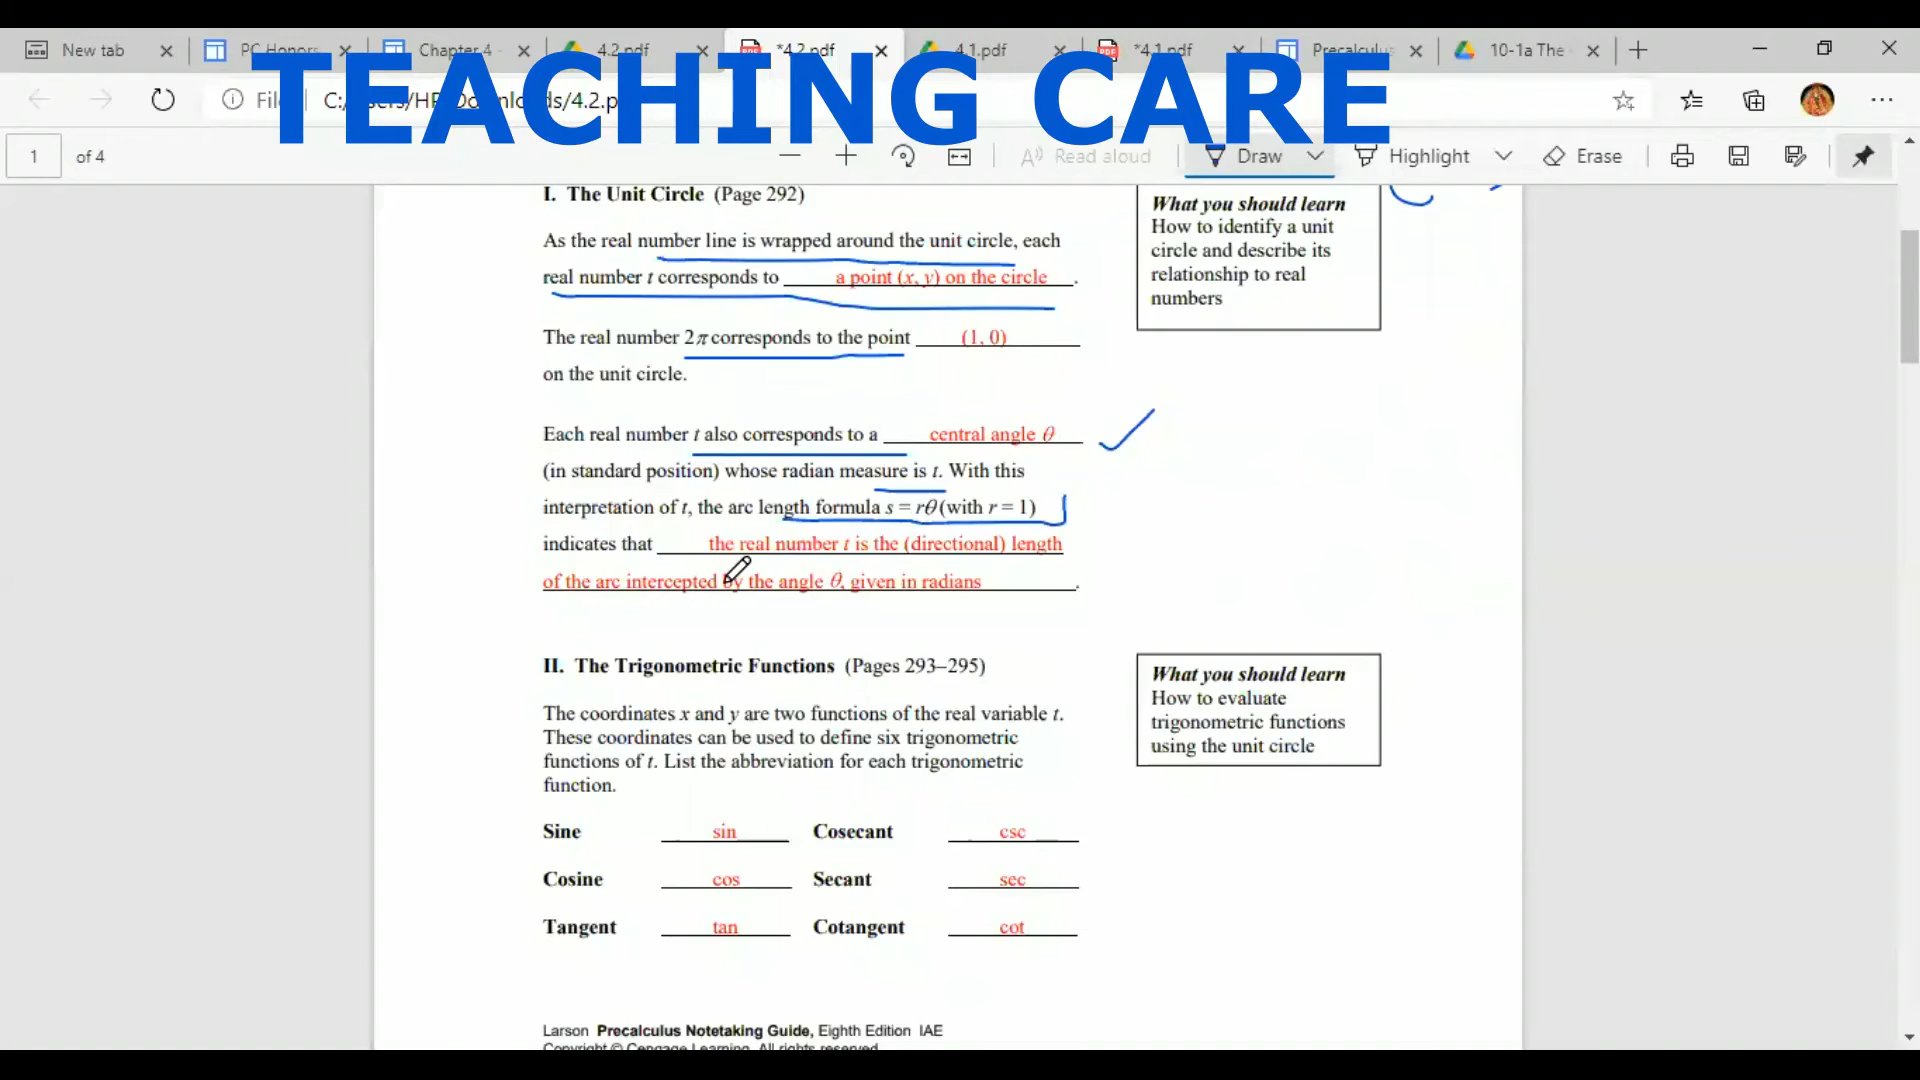 New tab
PC Honors
Chapter 4
4.2.pdf
*4.2.pdf
4.1.pdf
*4.1.pdf
Precalculus
10-1a The
TEACHING CARE
C:/
1
of 4
Read aloud
Draw
Highlight
Erase
I. The Unit Circle (Page 292)
As the real number line is wrapped around the unit circle, each
real number t corresponds to a point (x, y) on the circle .
The real number 2π corresponds to the point (1, 0)
on the unit circle.
Each real number t also corresponds to a central angle θ
(in standard position) whose radian measure is t. With this
interpretation of t, the arc length formula s = rθ (with r = 1)
indicates that the real number t is the (directional) length
of the arc intercepted by the angle θ, given in radians .
What you should learn
How to identify a unit
circle and describe its
relationship to real
numbers
II. The Trigonometric Functions (Pages 293–295)
The coordinates x and y are two functions of the real variable t.
These coordinates can be used to define six trigonometric
functions of t. List the abbreviation for each trigonometric
function.
What you should learn
How to evaluate
trigonometric functions
using the unit circle
Sine sin Cosecant csc
Cosine cos Secant sec
Tangent tan Cotangent cot
Larson Precalculus Notetaking Guide, Eighth Edition IAE
Copyright © Cengage Learning. All rights reserved.